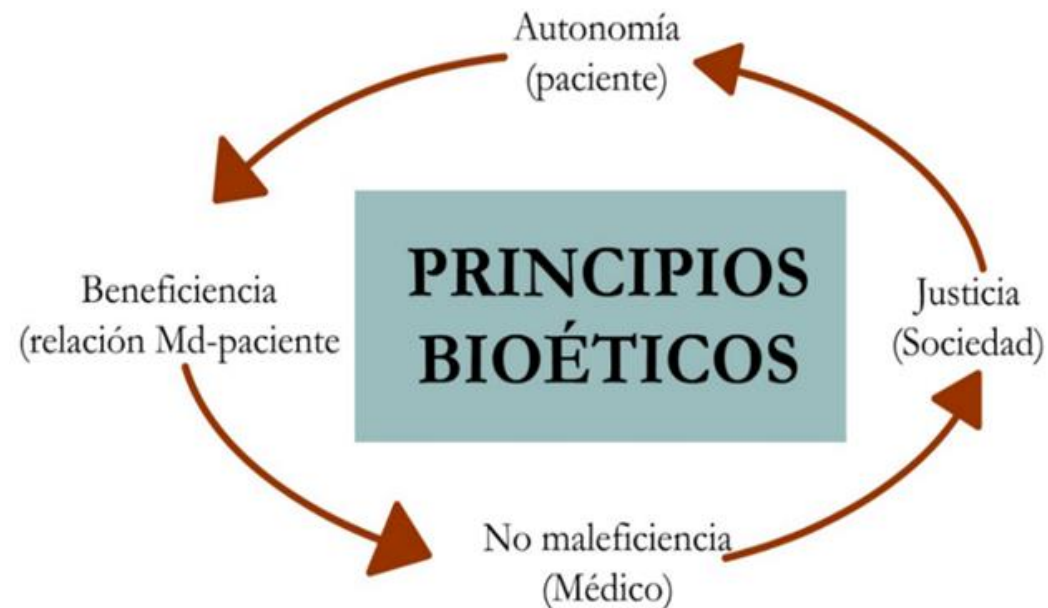 Autonomía
(paciente)
PRINCIPIOS
BIOÉTICOS
Beneficiencia
(relación Md-paciente
Justicia
(Sociedad)
No maleficiencia
(Médico)